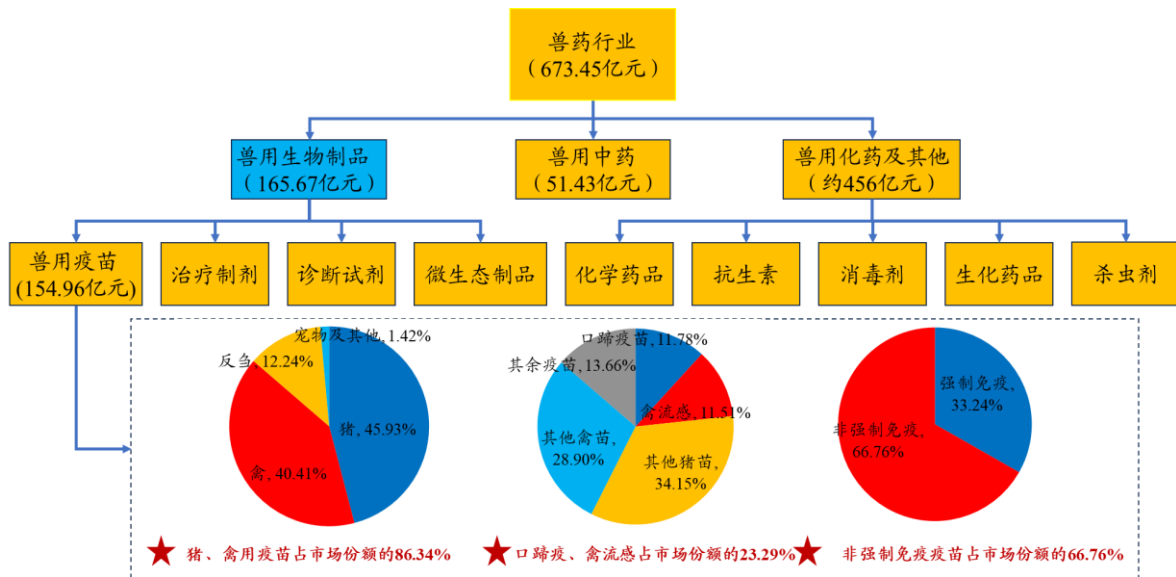 兽药行业
（673.45亿元）
兽用生物制品
（165.67亿元）
兽用中药
（51.43亿元）
兽用化药及其他
（约456亿元）
兽用疫苗
(154.96亿元)
治疗制剂
诊断试剂
微生态制品
化学药品
抗生素
消毒剂
生化药品
杀虫剂
宠物及其他, 1.42%
反刍, 12.24%
猪, 45.93%
禽, 40.41%
口蹄疫苗, 11.78%
其余疫苗, 13.66%
禽流感, 11.51%
其他禽苗,
28.90%
其他猪苗,
34.15%
强制免疫,
33.24%
非强制免疫,
66.76%
猪、禽用疫苗占市场份额的86.34%
口蹄疫、禽流感占市场份额的23.29%
非强制免疫疫苗占市场份额的66.76%